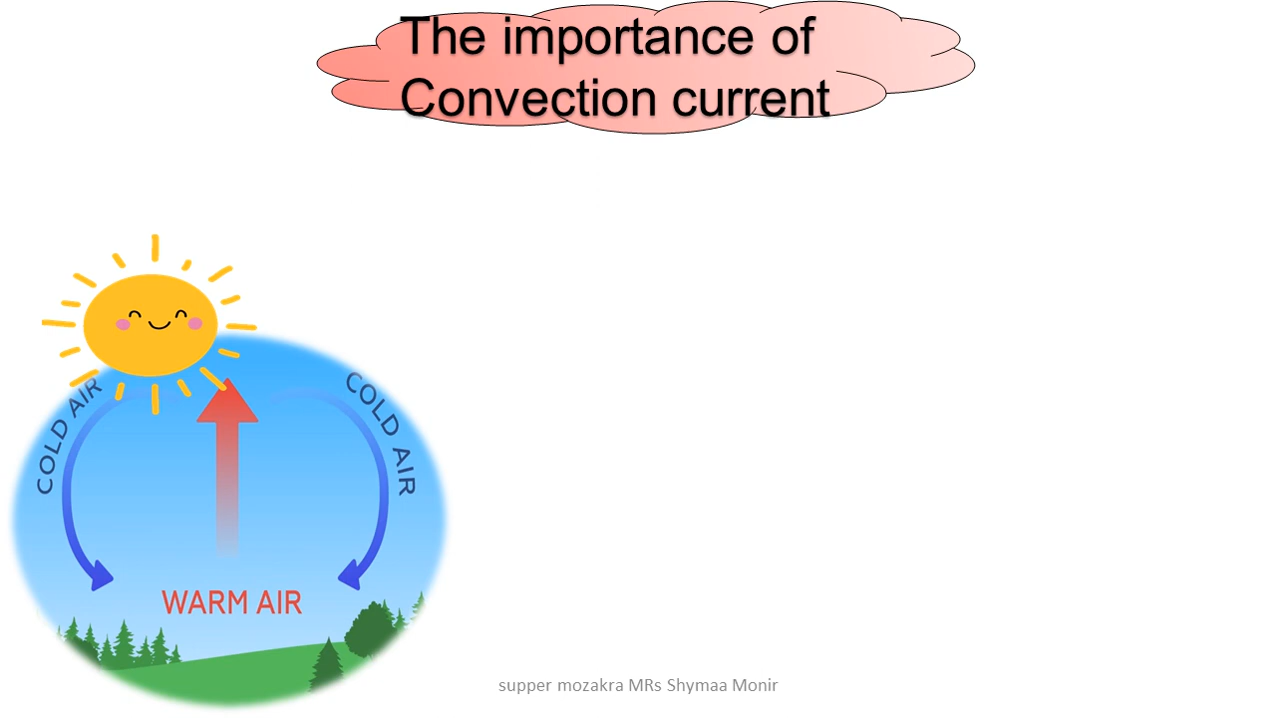 The importance of
Convection current
COLD AIR
COLD AIR
WARM AIR
supper mozakra MRs Shymaa Monir